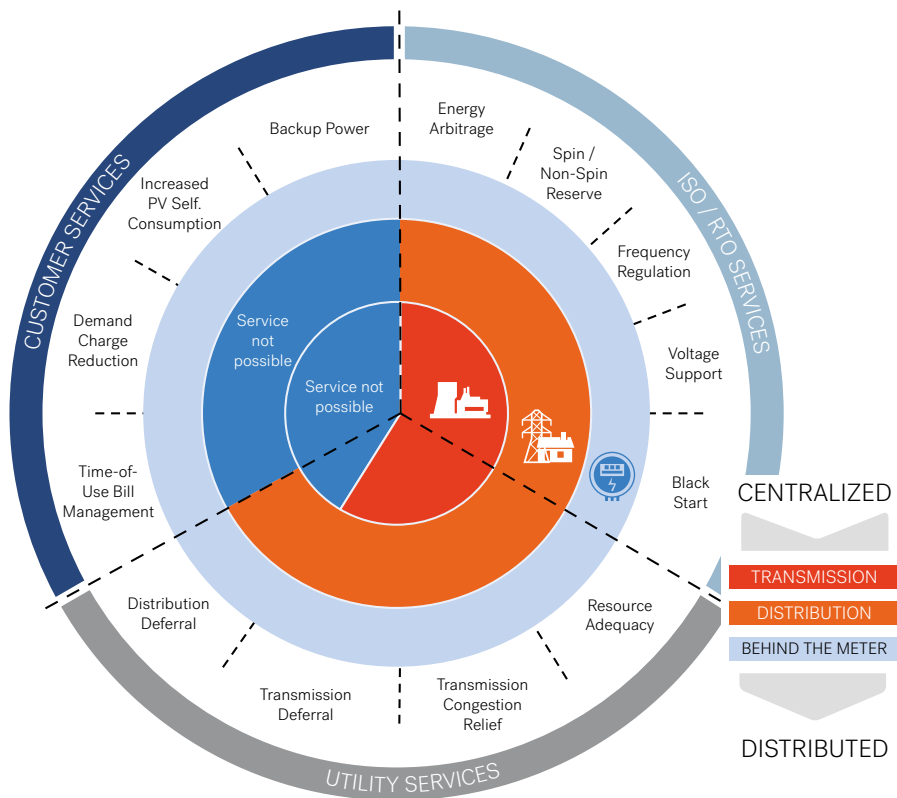 CUSTOMER SERVICES
ISO / RTO SERVICES
UTILITY SERVICES
Backup Power
Energy
Arbitrage
Spin /
Non-Spin
Reserve
Increased
PV Self.
Consumption
Frequency
Regulation
Demand
Charge
Reduction
Voltage
Support
Service
not
possible
Service not
possible
Time-of-
Use Bill
Management
Black
Start
Distribution
Deferral
Resource
Adequacy
Transmission
Deferral
Transmission
Congestion
Relief
CENTRALIZED
TRANSMISSION
DISTRIBUTION
BEHIND THE METER
DISTRIBUTED